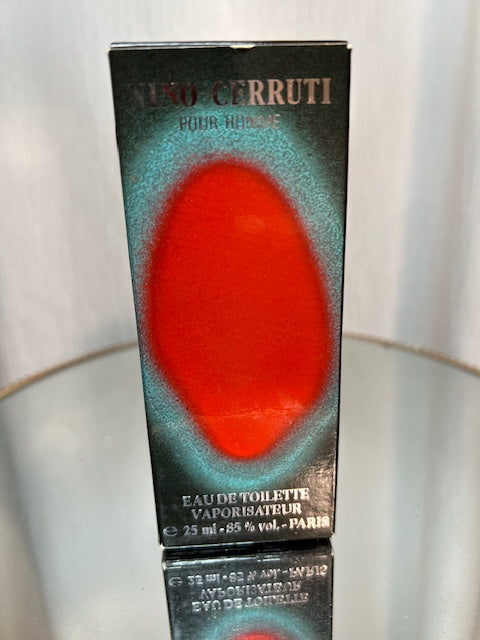 NINO CERRUTI
POUR HOMME
EAU DE TOILETTE
VAPORISATEUR
℮ 25 ml - 85 % vol. - PARIS